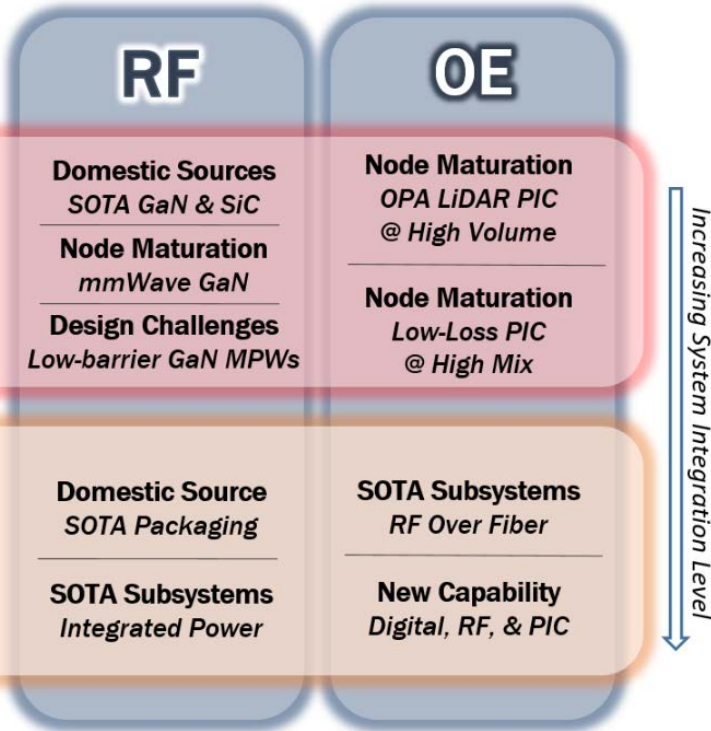 RF
Domestic Sources
SOTA GaN & SiC
Node Maturation
mmWave GaN
Design Challenges
Low-barrier GaN MPWs
Domestic Source
SOTA Packaging
SOTA Subsystems
Integrated Power
OE
Node Maturation
OPA LiDAR PIC
@ High Volume
Node Maturation
Low-Loss PIC
@ High Mix
SOTA Subsystems
RF Over Fiber
New Capability
Digital, RF, & PIC
Increasing System Integration Level